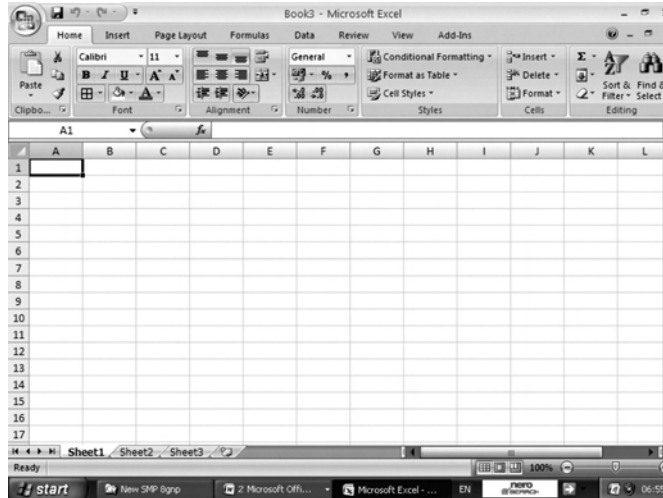 Book3 - Microsoft Excel
Home Insert Page Layout Formulas Data Review View Add-Ins
Calibri 11 General Conditional Formatting Insert Σ
Paste B I U A A % , Format as Table Delete Sort & Find &
A Cell Styles Format Filter Select
Clipbo... Font Alignment Number Styles Cells Editing
A1 fx
A B C D E F G H I J K L
1
2
3
4
5
6
7
8
9
10
11
12
13
14
15
16
17
Sheet1 Sheet2 Sheet3
Ready 100%
start New SMP 8gnp 2 Microsoft Offi... Microsoft Excel - ... EN nero SEARCH